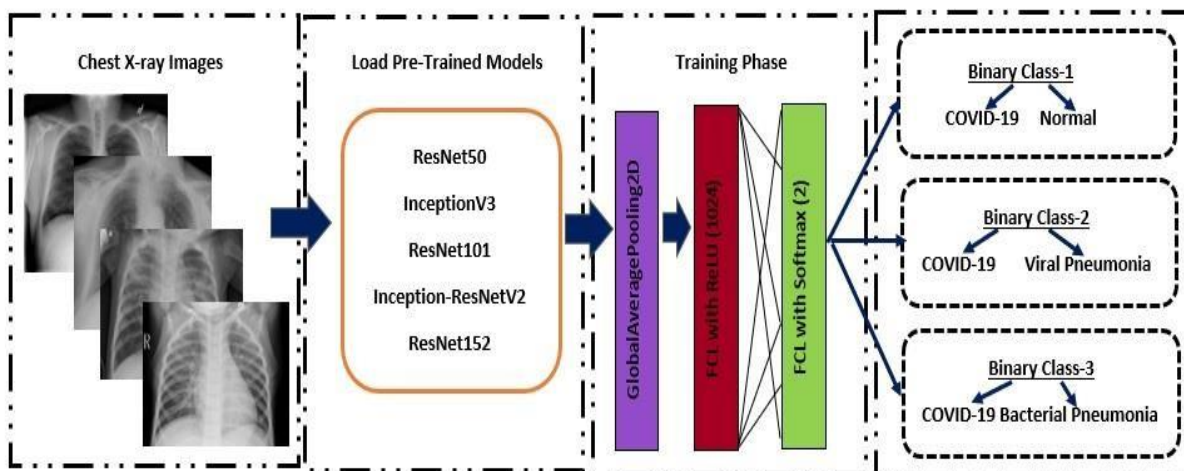 Chest X-ray Images
R
Load Pre-Trained Models
ResNet50
InceptionV3
ResNet101
Inception-ResNetV2
ResNet152
Training Phase
GlobalAveragePooling2D
FCL with ReLU (1024)
FCL with Softmax (2)
Binary Class-1
COVID-19 Normal
Binary Class-2
COVID-19 Viral Pneumonia
Binary Class-3
COVID-19 Bacterial Pneumonia